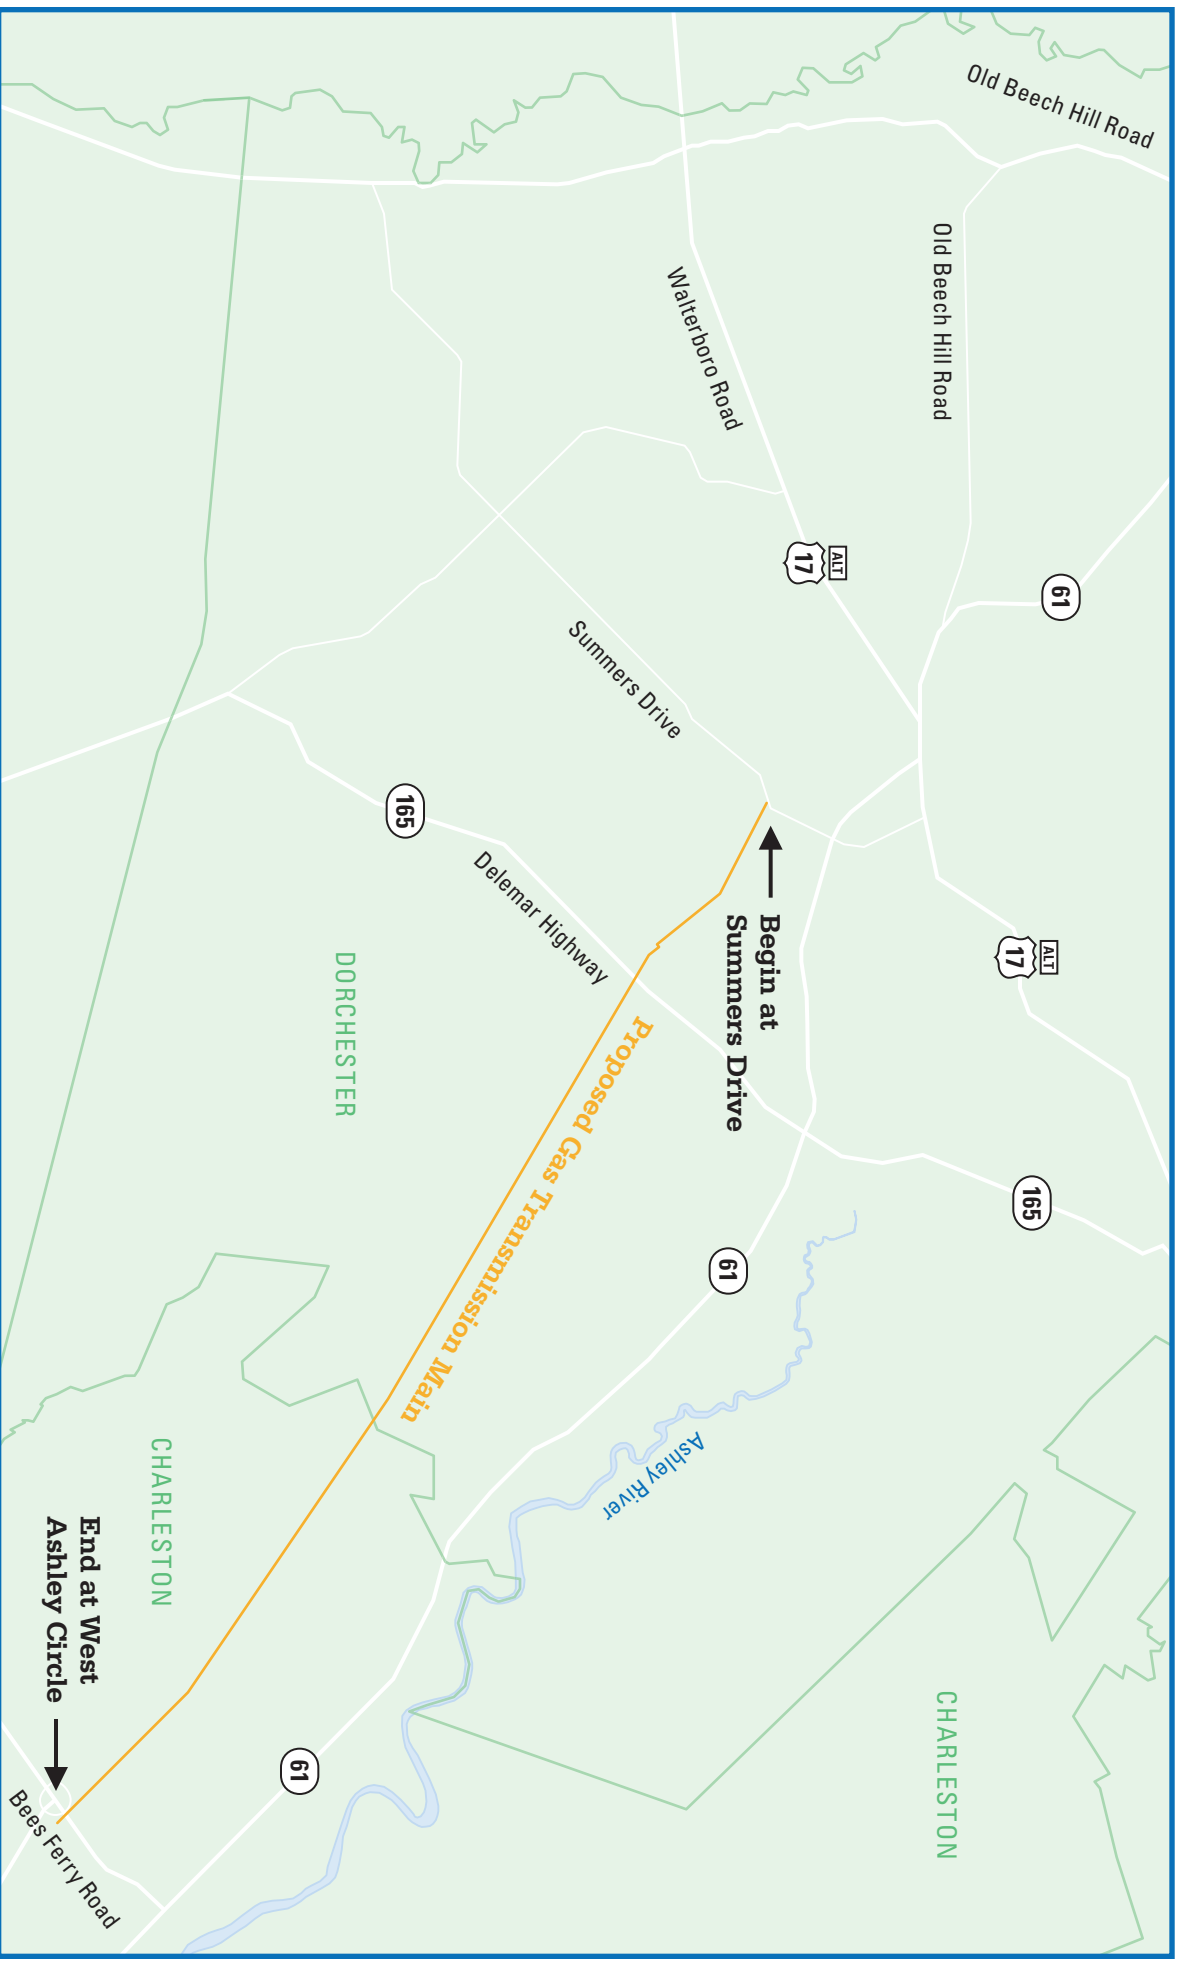 Old Beech Hill Road
Old Beech Hill Road
Walterboro Road
ALT
17
61
Summers Drive
165
Delemar Highway
Begin at
Summers Drive
ALT
17
DORCHESTER
Proposed Gas Transmission Main
165
61
Ashley River
CHARLESTON
End at West
Ashley Circle
CHARLESTON
61
Bees Ferry Road